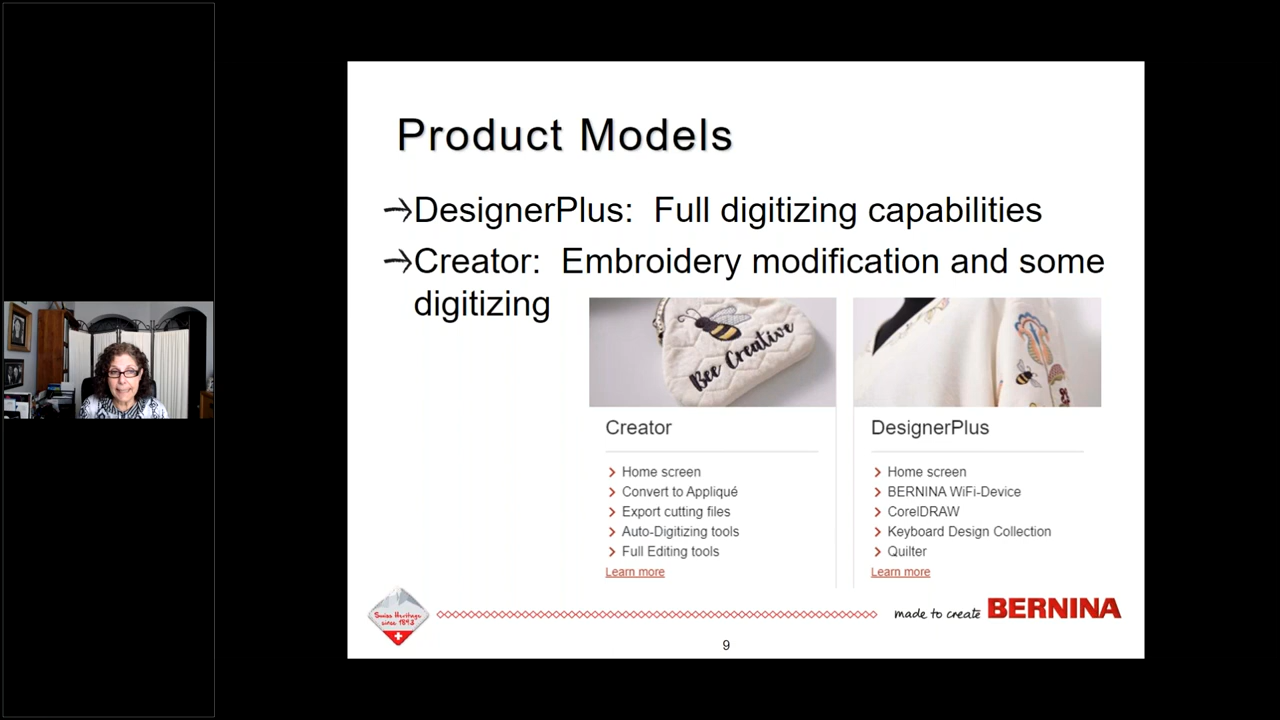 Product Models
DesignerPlus: Full digitizing capabilities
Creator: Embroidery modification and some
digitizing
Bee Creative
Creator
Home screen
Convert to Appliqué
Export cutting files
Auto-Digitizing tools
Full Editing tools
Learn more
DesignerPlus
Home screen
BERNINA WiFi-Device
CorelDRAW
Keyboard Design Collection
Quilter
Learn more
Swiss Heritage
since 1893
made to create BERNINA
9